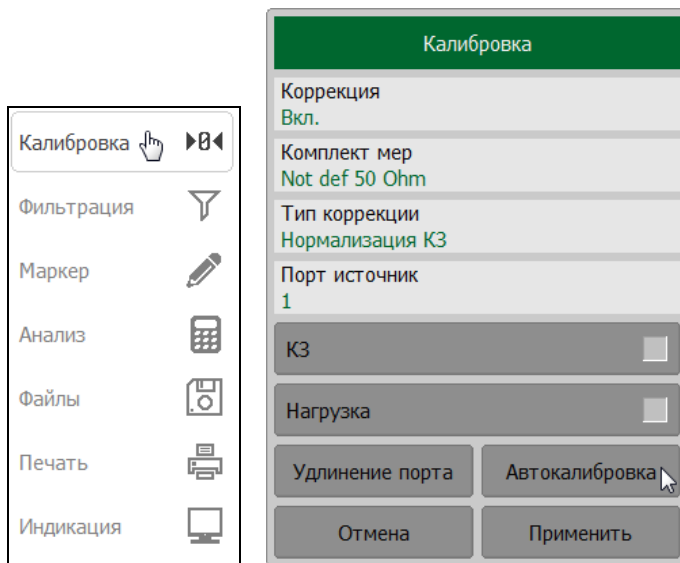 Калибровка
Фильтрация
Маркер
Анализ
Файлы
Печать
Индикация
Калибровка
Коррекция
Вкл.
Комплект мер
Not def 50 Ohm
Тип коррекции
Нормализация КЗ
Порт источник
1
КЗ
Нагрузка
Удлинение порта Автокалибровка
Отмена Применить